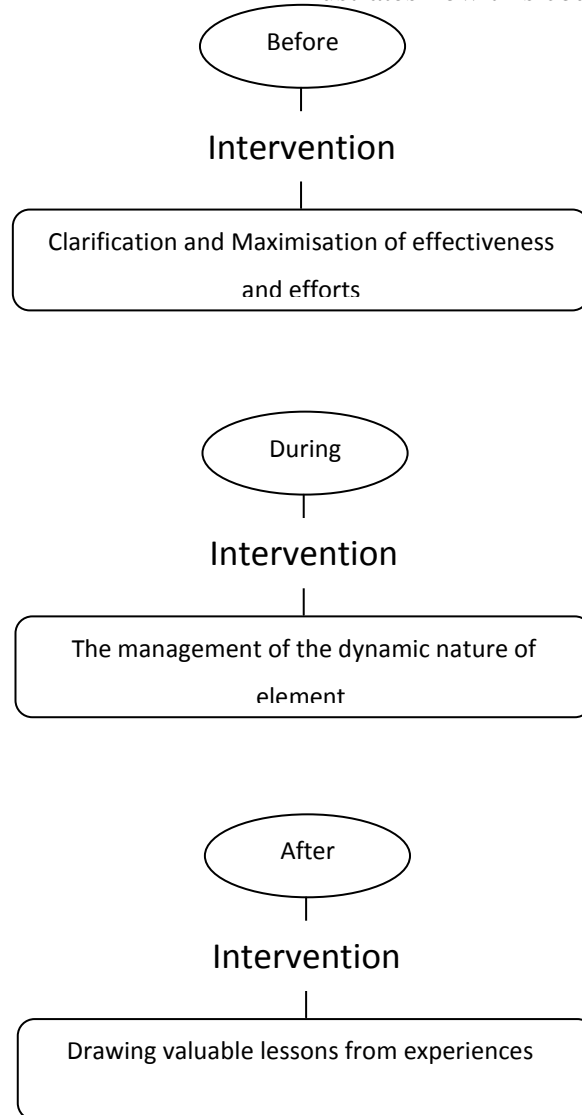 Before
Intervention
Clarification and Maximisation of effectiveness
and efforts
During
Intervention
The management of the dynamic nature of
element
After
Intervention
Drawing valuable lessons from experiences